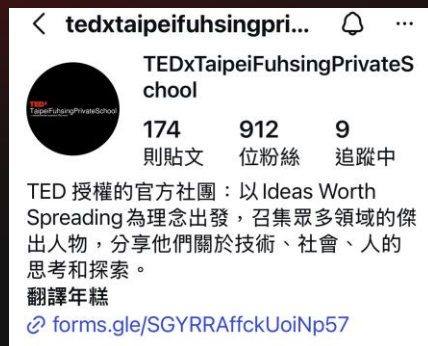 tedxtaipeifuhsingpri...
TEDxTaipeiFuhsingPrivateS
chool
TEDx
TaipeiFuhsingPrivateSchool
174 912 9
則貼文 位粉絲 追蹤中
TED 授權的官方社團：以 Ideas Worth
Spreading 為理念出發，召集眾多領域的傑
出人物，分享他們關於技術、社會、人的
思考和探索。
翻譯年糕
forms.gle/SGYRRAffckUoiNp57